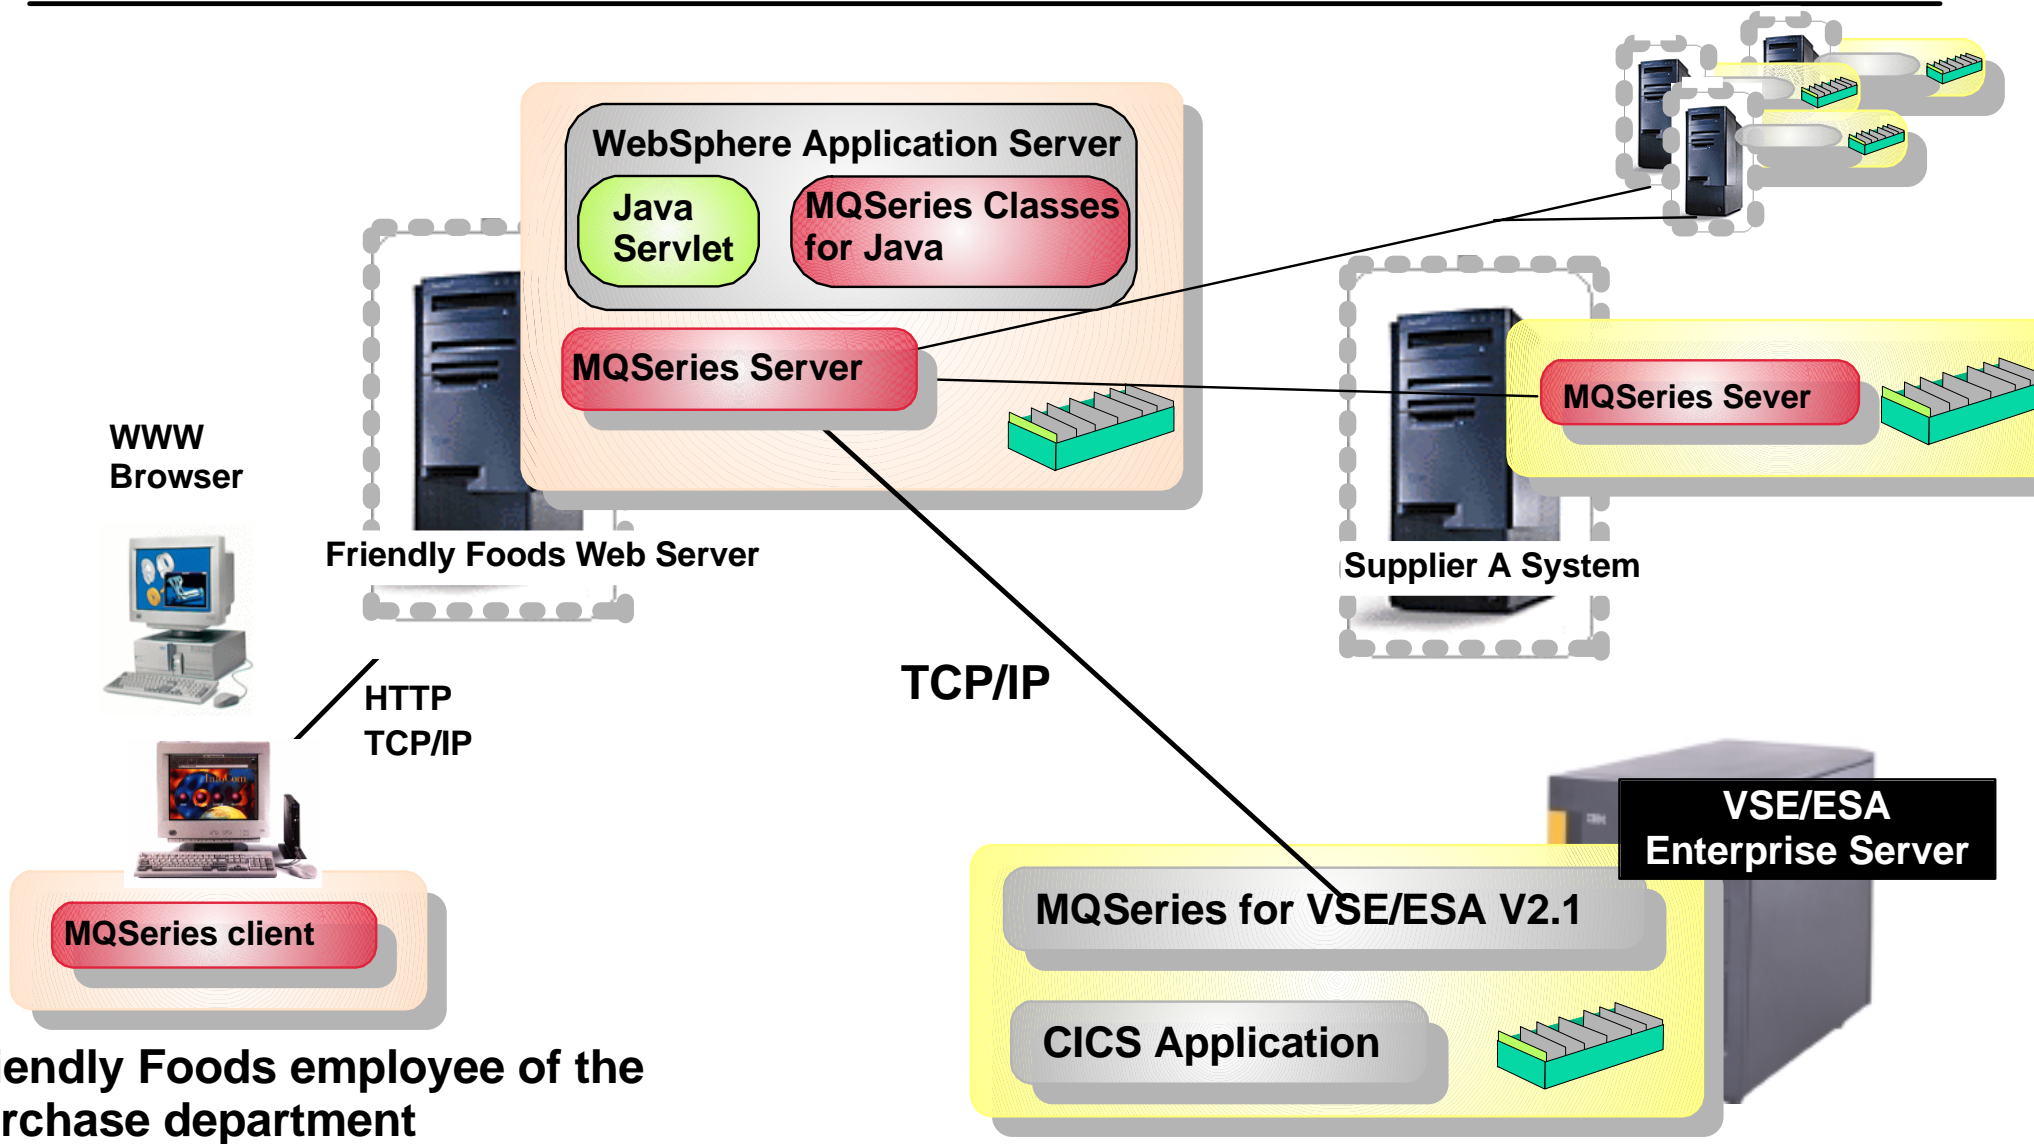 WebSphere Application Server
Java
Servlet
MQSeries Classes
for Java
MQSeries Server
MQSeries Sever
WWW
Browser
Friendly Foods Web Server
Supplier A System
TCP/IP
HTTP
TCP/IP
VSE/ESA
Enterprise Server
MQSeries for VSE/ESA V2.1
MQSeries client
CICS Application
iendly Foods employee of the
rchase department